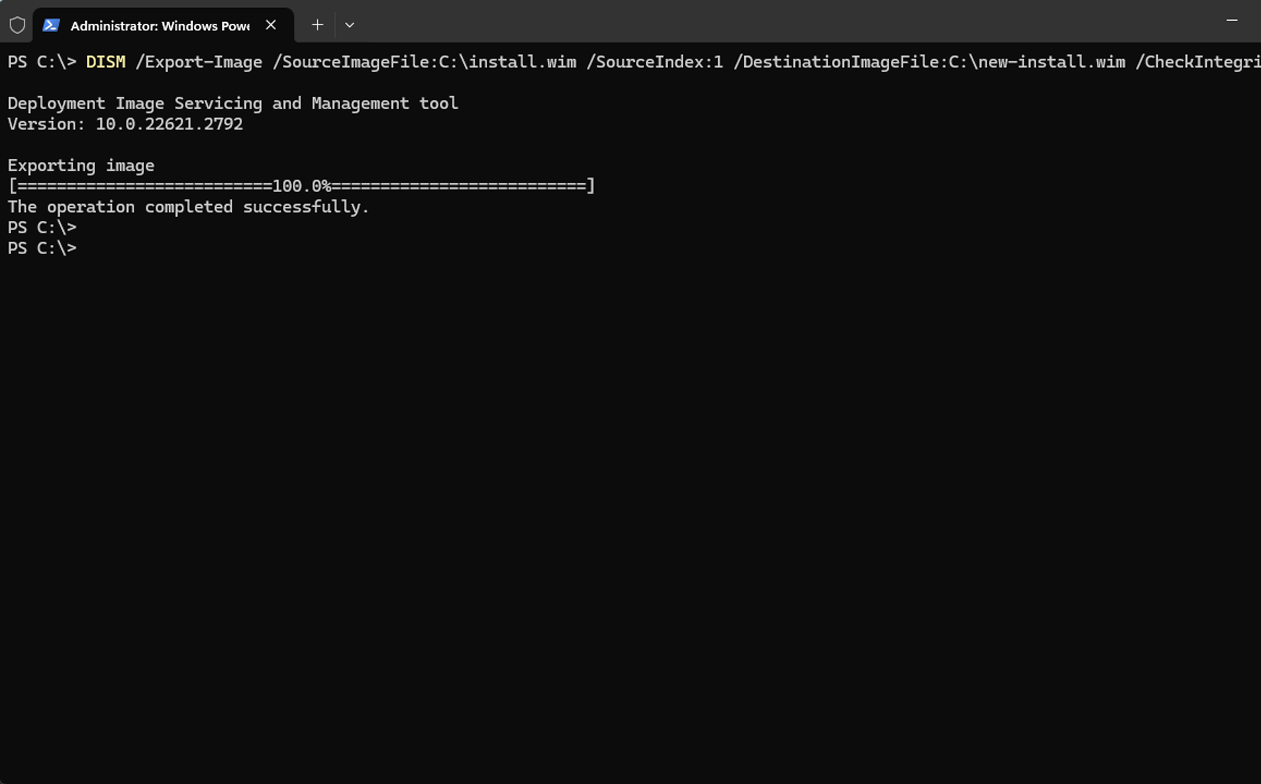 Administrator: Windows Powe
PS C:\> DISM /Export-Image /SourceImageFile:C:\install.wim /SourceIndex:1 /DestinationImageFile:C:\new-install.wim /CheckIntegri
Deployment Image Servicing and Management tool
Version: 10.0.22621.2792
Exporting image
[==========================100.0%==========================]
The operation completed successfully.
PS C:\>
PS C:\>